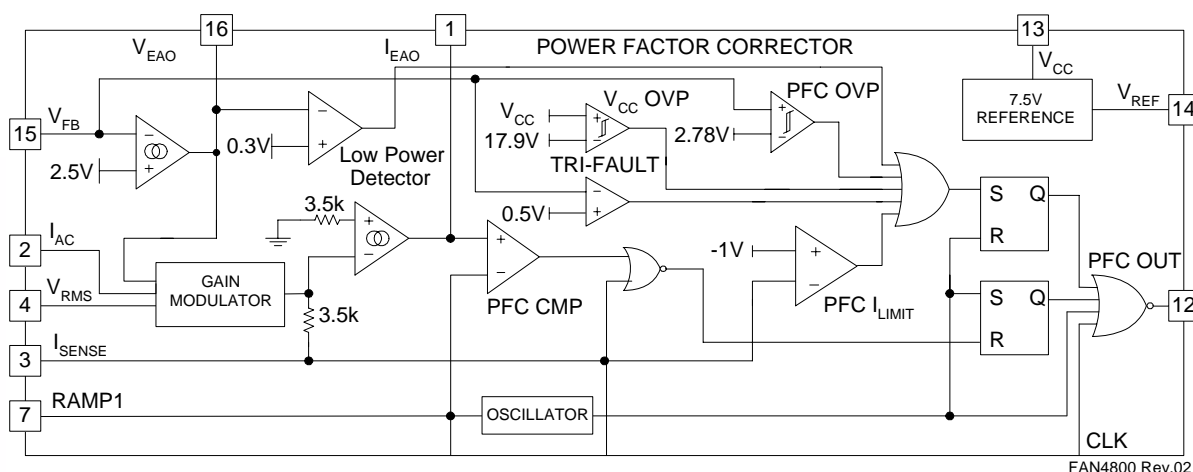 16
1
13
V_EAO
I_EAO
POWER FACTOR CORRECTOR
V_CC
V_FB
15
V_CC OVP
PFC OVP
7.5V
REFERENCE
V_REF
14
V_CC
17.9V
2.78V
0.3V
Low Power
Detector
TRI-FAULT
2.5V
3.5k
0.5V
S
Q
R
I_AC
2
-1V
PFC OUT
GAIN
MODULATOR
V_RMS
4
3.5k
PFC CMP
PFC I_LIMIT
S
Q
R
12
I_SENSE
3
RAMP1
7
OSCILLATOR
CLK
FAN4800 Rev.02